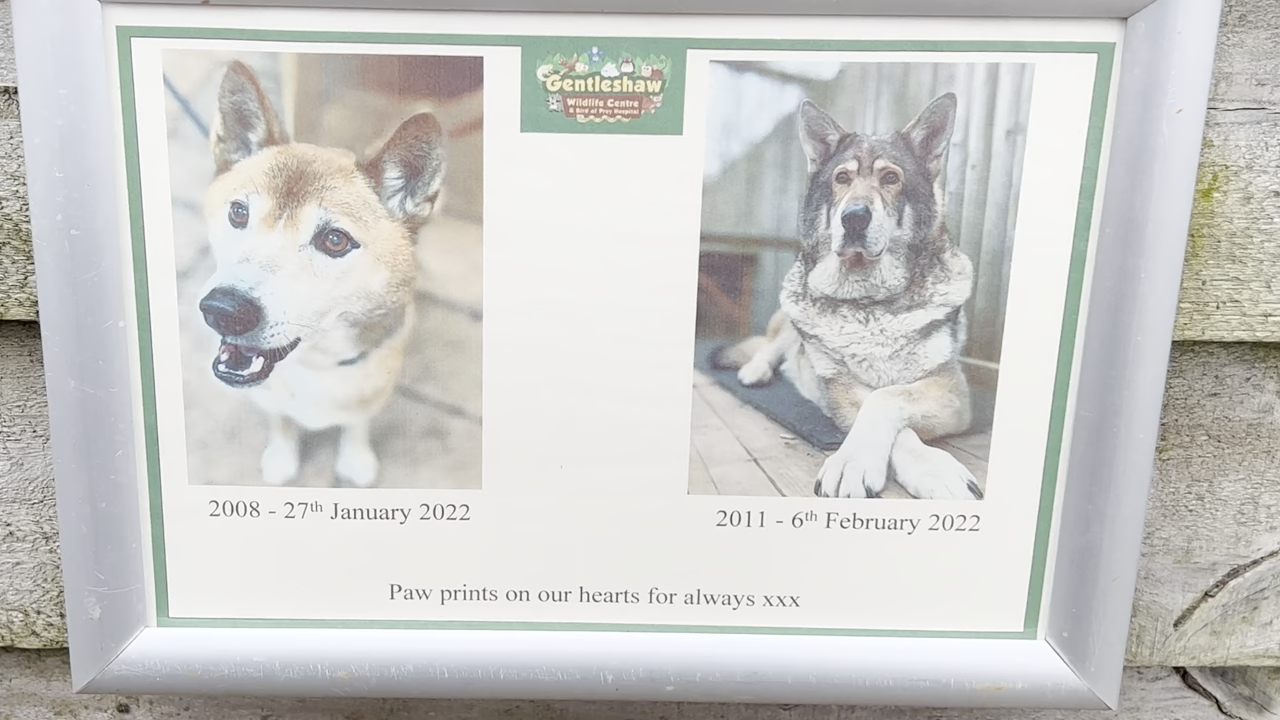 Gentleshaw
Wildlife Centre
& Bird of Prey Hospital
2008 - 27th January 2022
2011 - 6th February 2022
Paw prints on our hearts for always xxx